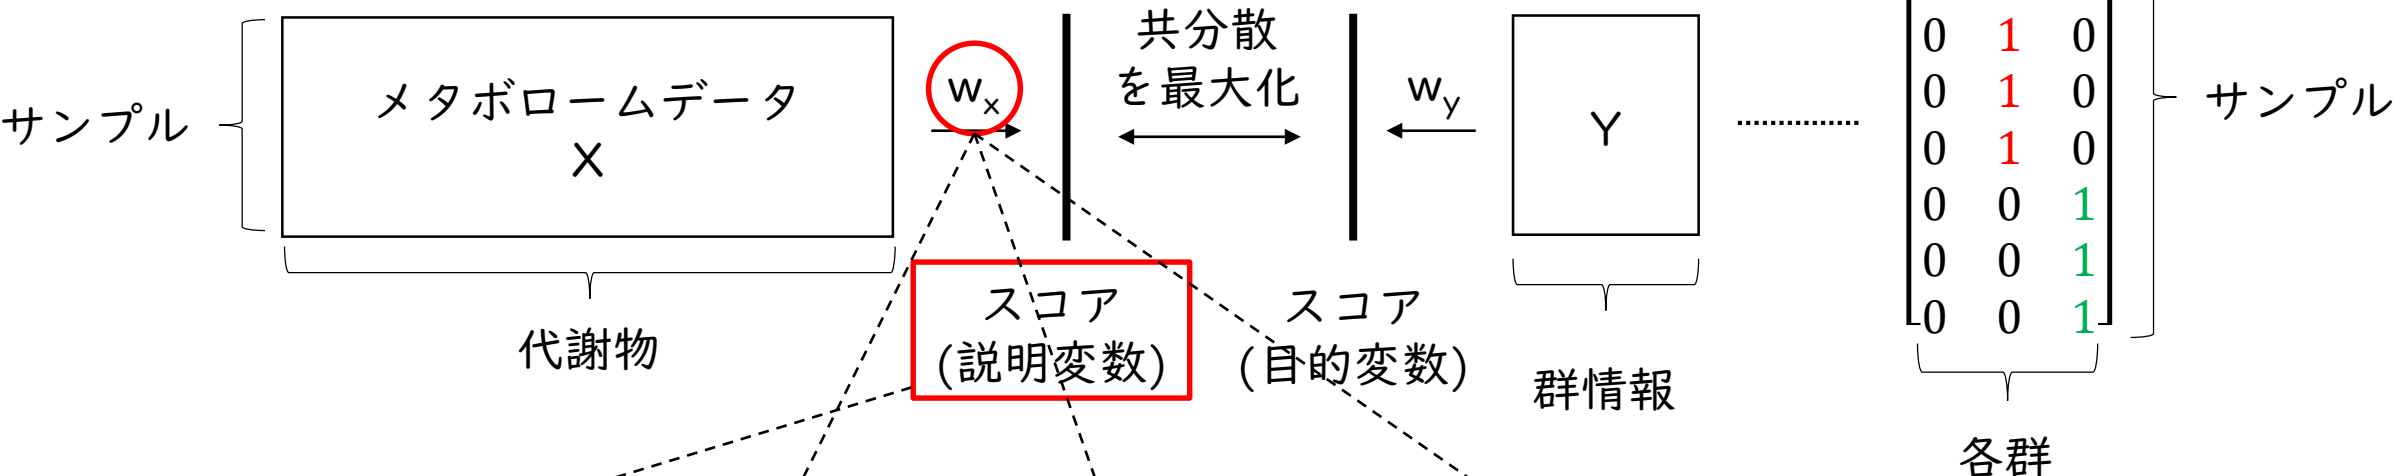 サンプル
メタボロームデータ
X
代謝物
wx
共分散
を最大化
wy
Y
スコア
(説明変数)
スコア
(目的変数)
群情報
0 1 0
0 1 0
0 1 0
0 0 1
0 0 1
0 0 1
サンプル
各群